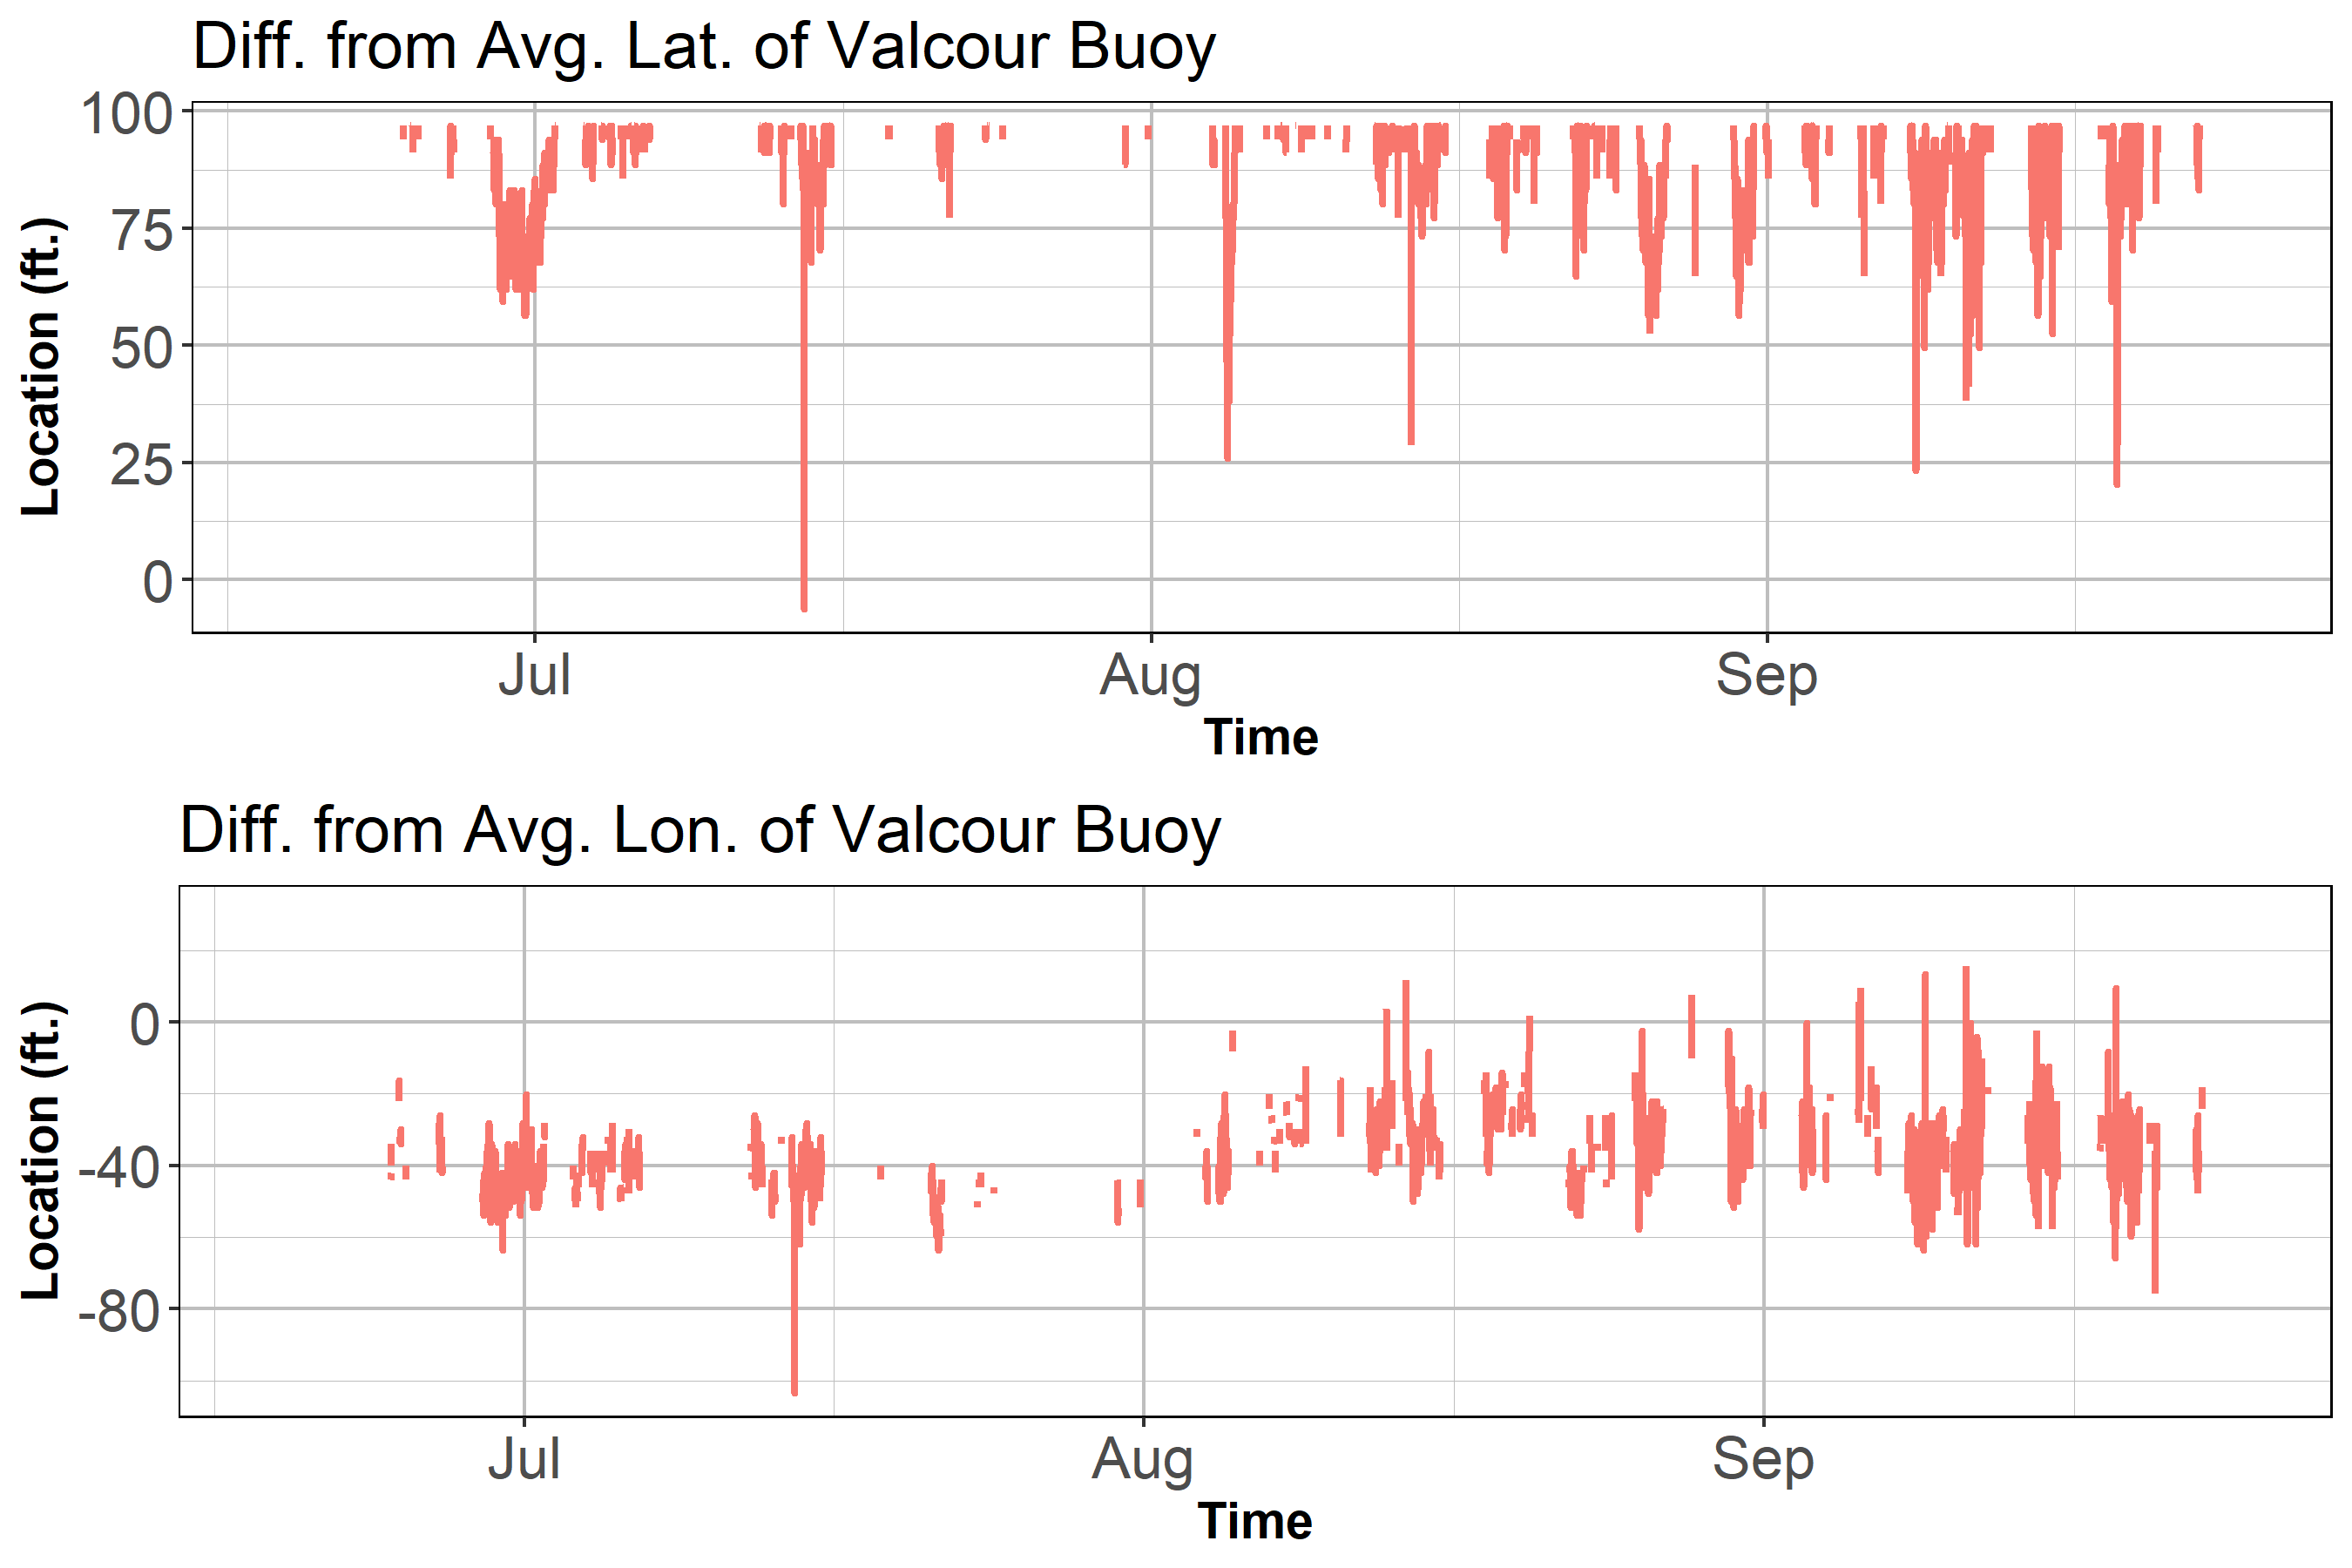 Diff. from Avg. Lat. of Valcour Buoy
100
75
50
25
0
Location (ft.)
Jul
Aug
Sep
Time
Diff. from Avg. Lon. of Valcour Buoy
0
-40
-80
Location (ft.)
Jul
Aug
Sep
Time